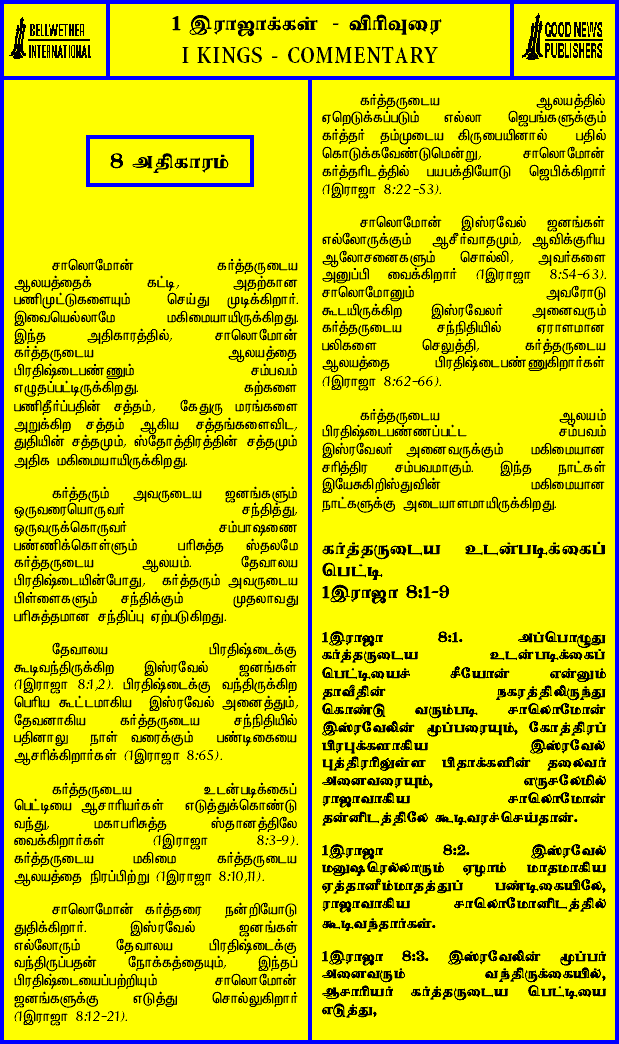 BELLWETHER
INTERNATIONAL
1 இராஜாக்கள் - விரிவுரை
I KINGS - COMMENTARY
GOOD NEWS
PUBLISHERS
8 அதிகாரம்
சாலொமோன் கர்த்தருடைய
ஆலயத்தைக் கட்டி, அதற்கான
பணிமுட்டுகளையும் செய்து முடிக்கிறார்.
இவையெல்லாமே மகிமையாயிருக்கிறது.
இந்த அதிகாரத்தில், சாலொமோன்
கர்த்தருடைய ஆலயத்தை
பிரதிஷ்டைபண்ணும் சம்பவம்
எழுதப்பட்டிருக்கிறது. கற்களை
பணிதீர்ப்பதின் சத்தம், கேதுரு மரங்களை
அறுக்கிற சத்தம் ஆகிய சத்தங்களைவிட,
துதியின் சத்தமும், ஸ்தோத்திரத்தின் சத்தமும்
அதிக மகிமையாயிருக்கிறது.
கர்த்தரும் அவருடைய ஜனங்களும்
ஒருவரையொருவர் சந்தித்து,
ஒருவருக்கொருவர் சம்பாஷணை
பண்ணிக்கொள்ளும் பரிசுத்த ஸ்தலமே
கர்த்தருடைய ஆலயம். தேவாலய
பிரதிஷ்டையின்போது, கர்த்தரும் அவருடைய
பிள்ளைகளும் சந்திக்கும் முதலாவது
பரிசுத்தமான சந்திப்பு ஏற்படுகிறது.
தேவாலய பிரதிஷ்டைக்கு
கூடிவந்திருக்கிற இஸ்ரவேல் ஜனங்கள்
(1இராஜா 8:1,2). பிரதிஷ்டைக்கு வந்திருக்கிற
பெரிய கூட்டமாகிய இஸ்ரவேல் அனைத்தும்,
தேவனாகிய கர்த்தருடைய சந்நிதியில்
பதினாலு நாள் வரைக்கும் பண்டிகையை
ஆசரிக்கிறார்கள் (1இராஜா 8:65).
கர்த்தருடைய உடன்படிக்கைப்
பெட்டியை ஆசாரியர்கள் எடுத்துக்கொண்டு
வந்து, மகாபரிசுத்த ஸ்தானத்திலே
வைக்கிறார்கள் (1இராஜா 8:3-9).
கர்த்தருடைய மகிமை கர்த்தருடைய
ஆலயத்தை நிரப்பிற்று (1இராஜா 8:10,11).
சாலொமோன் கர்த்தரை நன்றியோடு
துதிக்கிறார். இஸ்ரவேல் ஜனங்கள்
எல்லோரும் தேவாலய பிரதிஷ்டைக்கு
வந்திருப்பதன் நோக்கத்தையும், இந்தப்
பிரதிஷ்டையைப்பற்றியும் சாலொமோன்
ஜனங்களுக்கு எடுத்து சொல்லுகிறார்
(1இராஜா 8:12-21).
கர்த்தருடைய ஆலயத்தில்
ஏறெடுக்கப்படும் எல்லா ஜெபங்களுக்கும்
கர்த்தர் தம்முடைய கிருபையினால் பதில்
கொடுக்கவேண்டுமென்று, சாலொமோன்
கர்த்தரிடத்தில் பயபக்தியோடு ஜெபிக்கிறார்
(1இராஜா 8:22-53).
சாலொமோன் இஸ்ரவேல் ஜனங்கள்
எல்லோருக்கும் ஆசீர்வாதமும், ஆவிக்குரிய
ஆலோசனைகளும் சொல்லி, அவர்களை
அனுப்பி வைக்கிறார் (1இராஜா 8:54-63).
சாலொமோனும் அவரோடு
கூடயிருக்கிற இஸ்ரவேலர் அனைவரும்
கர்த்தருடைய சந்நிதியில் ஏராளமான
பலிகளை செலுத்தி, கர்த்தருடைய
ஆலயத்தை பிரதிஷ்டைபண்ணுகிறார்கள்
(1இராஜா 8:62-66).
கர்த்தருடைய ஆலயம்
பிரதிஷ்டைபண்ணப்பட்ட சம்பவம்
இஸ்ரவேலர் அனைவருக்கும் மகிமையான
சரித்திர சம்பவமாகும். இந்த நாட்கள்
இயேசுகிறிஸ்துவின் மகிமையான
நாட்களுக்கு அடையாளமாயிருக்கிறது.
கர்த்தருடைய உடன்படிக்கைப்
பெட்டி
1இராஜா 8:1-9
1இராஜா 8:1. அப்பொழுது
கர்த்தருடைய உடன்படிக்கைப்
பெட்டியைச் சீயோன் என்னும்
தாவீதின் நகரத்திலிருந்து
கொண்டு வரும்படி சாலொமோன்
இஸ்ரவேலின் மூப்பரையும், கோத்திரப்
பிரபுக்களாகிய இஸ்ரவேல்
புத்திரரிலுள்ள பிதாக்களின் தலைவர்
அனைவரையும், எருசலேமில்
ராஜாவாகிய சாலொமோன்
தன்னிடத்திலே கூடிவரச்செய்தான்.
1இராஜா 8:2. இஸ்ரவேல்
மனுஷரெல்லாரும் ஏழாம் மாதமாகிய
ஏத்தானீம்மாதத்துப் பண்டிகையிலே,
ராஜாவாகிய சாலொமோனிடத்தில்
கூடிவந்தார்கள்.
1இராஜா 8:3. இஸ்ரவேலின் மூப்பர்
அனைவரும் வந்திருக்கையில்,
ஆசாரியர் கர்த்தருடைய பெட்டியை
எடுத்து,